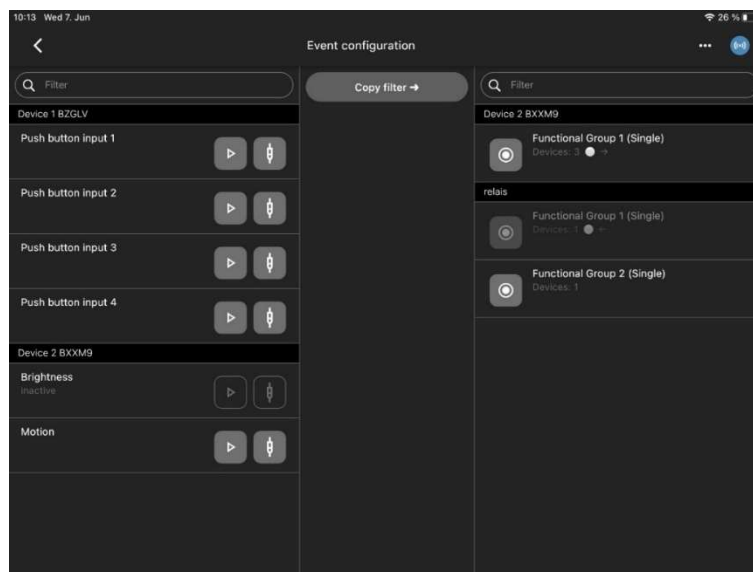 10:13 Wed 7. Jun
26 %
Event configuration
Filter
Copy filter →
Filter
Device 1 BZGLV
Push button input 1
Push button input 2
Push button input 3
Push button input 4
Device 2 BXXM9
Brightness
inactive
Motion
Device 2 BXXM9
Functional Group 1 (Single)
Devices: 3 →
relais
Functional Group 1 (Single)
Devices: 1 ←
Functional Group 2 (Single)
Devices: 1